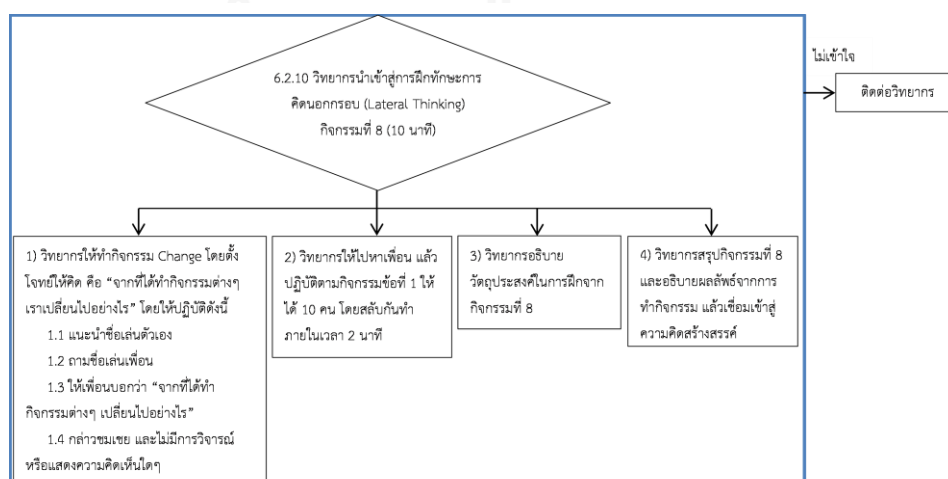 6.2.10 วิทยากรนำเข้าสู่การฝึกทักษะการ
คิดนอกกรอบ (Lateral Thinking)
กิจกรรมที่ 8 (10 นาที)
ไม่เข้าใจ
ติดต่อวิทยากร
1) วิทยากรให้ทำกิจกรรม Change โดยตั้ง
โจทย์ให้คิด คือ “จากที่ได้ทำกิจกรรมต่างๆ
เราเปลี่ยนไปอย่างไร” โดยให้ปฏิบัติดังนี้
1.1 แนะนำชื่อเล่นตัวเอง
1.2 ถามชื่อเล่นเพื่อน
1.3 ให้เพื่อนบอกว่า “จากที่ได้ทำ
กิจกรรมต่างๆ เปลี่ยนไปอย่างไร”
1.4 กล่าวชมเชย และไม่มีการวิจารณ์
หรือแสดงความคิดเห็นใดๆ
2) วิทยากรให้ไปหาเพื่อน แล้ว
ปฏิบัติตามกิจกรรมข้อที่ 1 ให้
ได้ 10 คน โดยสลับกันทำ
ภายในเวลา 2 นาที
3) วิทยากรอธิบาย
วัตถุประสงค์ในการฝึกจาก
กิจกรรมที่ 8
4) วิทยากรสรุปกิจกรรมที่ 8
และอธิบายผลลัพธ์จากการ
ทำกิจกรรม แล้วเชื่อมเข้าสู่
ความคิดสร้างสรรค์